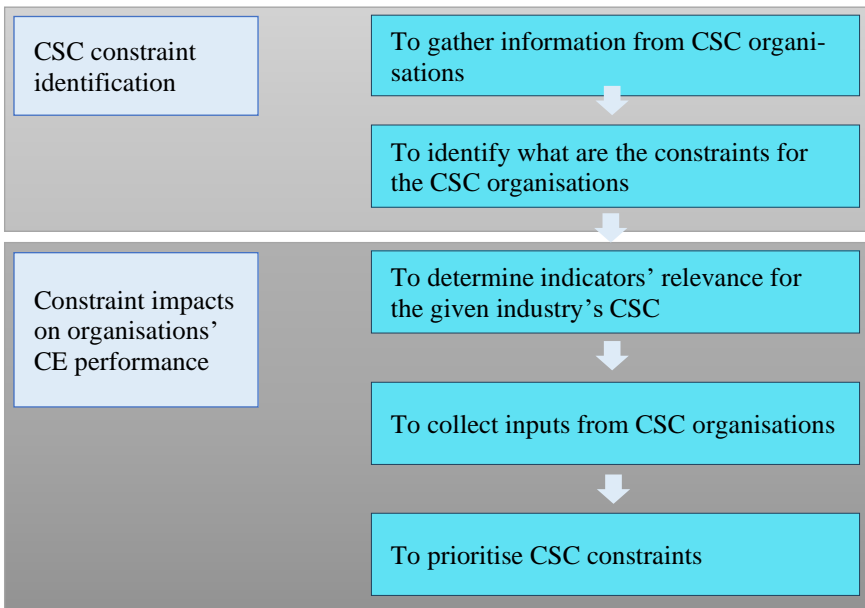 CSC constraint
identification
To gather information from CSC organi-
sations
To identify what are the constraints for
the CSC organisations
Constraint impacts
on organisations’
CE performance
To determine indicators’ relevance for
the given industry’s CSC
To collect inputs from CSC organisations
To prioritise CSC constraints